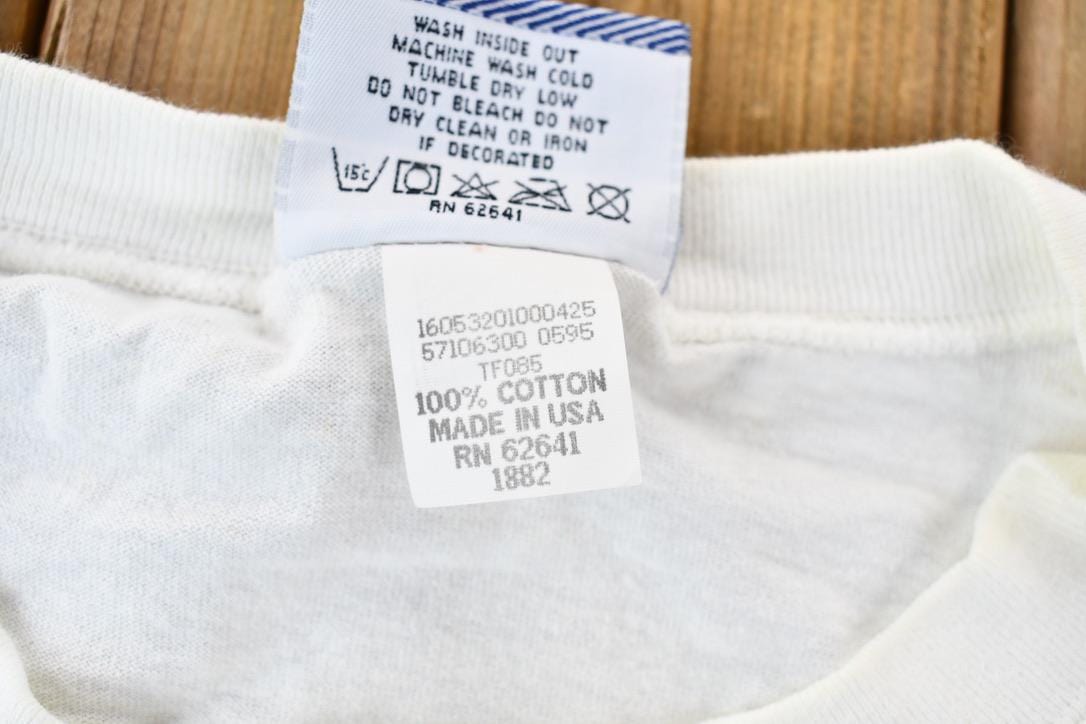 WASH INSIDE OUT
MACHINE WASH COLD
TUMBLE DRY LOW
DO NOT BLEACH DO NOT
DRY CLEAN OR IRON
IF DECORATED
15c
RN 62641
16053201000425
57106300 0595
TF085
100% COTTON
MADE IN USA
RN 62641
1882